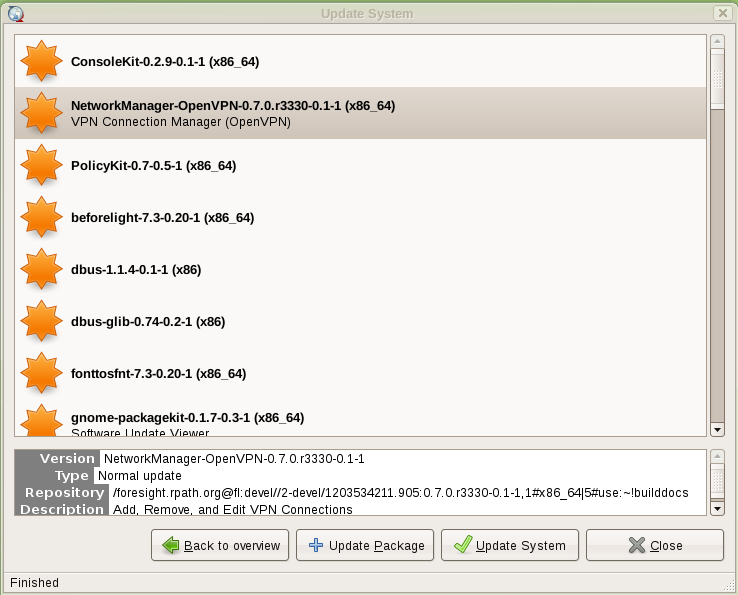 Update System
ConsoleKit-0.2.9-0.1-1 (x86_64)
NetworkManager-OpenVPN-0.7.0.r3330-0.1-1 (x86_64)
VPN Connection Manager (OpenVPN)
PolicyKit-0.7-0.5-1 (x86_64)
beforelight-7.3-0.20-1 (x86_64)
dbus-1.1.4-0.1-1 (x86)
dbus-glib-0.74-0.2-1 (x86)
fonttosfnt-7.3-0.20-1 (x86_64)
gnome-packagekit-0.1.7-0.3-1 (x86_64)
Software Update Viewer
Version NetworkManager-OpenVPN-0.7.0.r3330-0.1-1
Type Normal update
Repository /foresight.rpath.org@fl:devel//2-devel/1203534211.905:0.7.0.r3330-0.1-1,1#x86_64|5#use:~!builddocs
Description Add, Remove, and Edit VPN Connections
Back to overview Update Package Update System Close
Finished